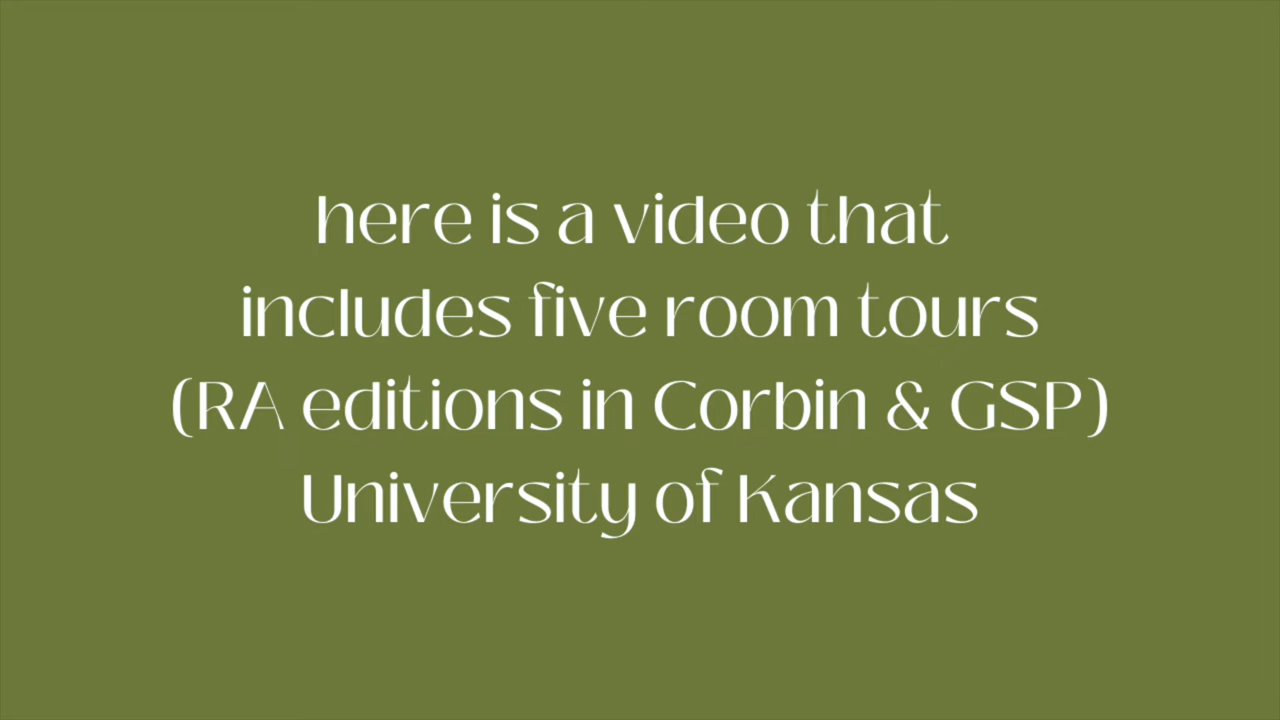 here is a video that
includes five room tours
(RA editions in Corbin & GSP)
University of Kansas